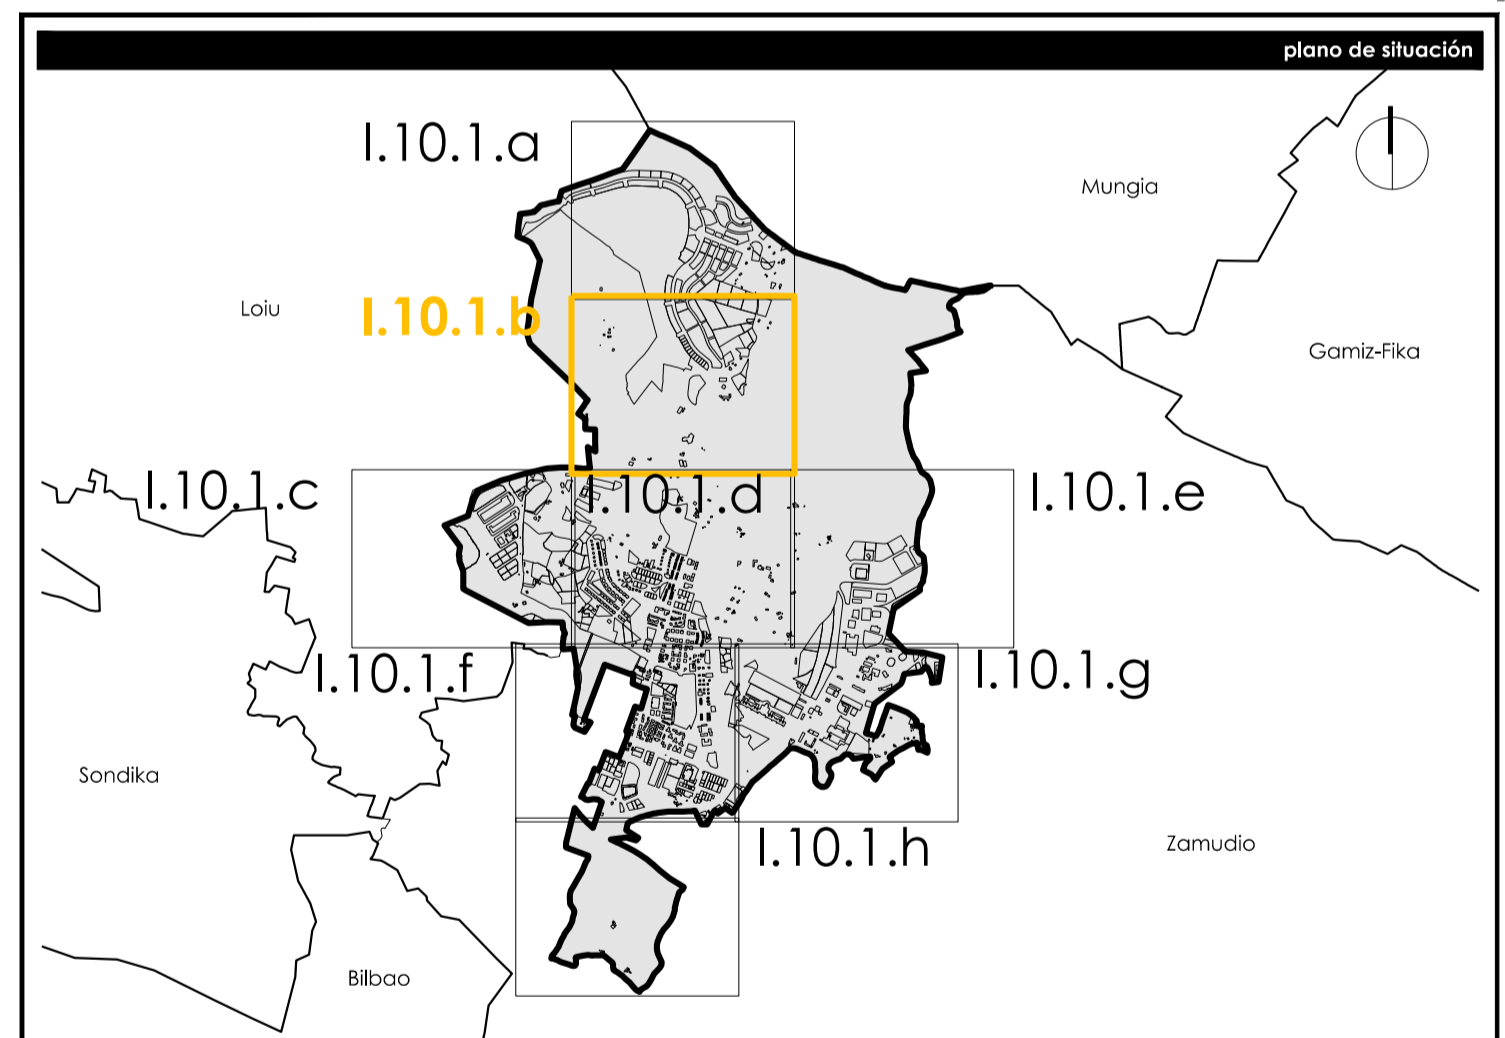 plano de situación
I.10.1.a
Mungia
Loiu
I.10.1.b
Gamiz-Fika
I.10.1.c
I.10.1.d
I.10.1.e
I.10.1.f
I.10.1.g
Sondika
I.10.1.h
Zamudio
Bilbao